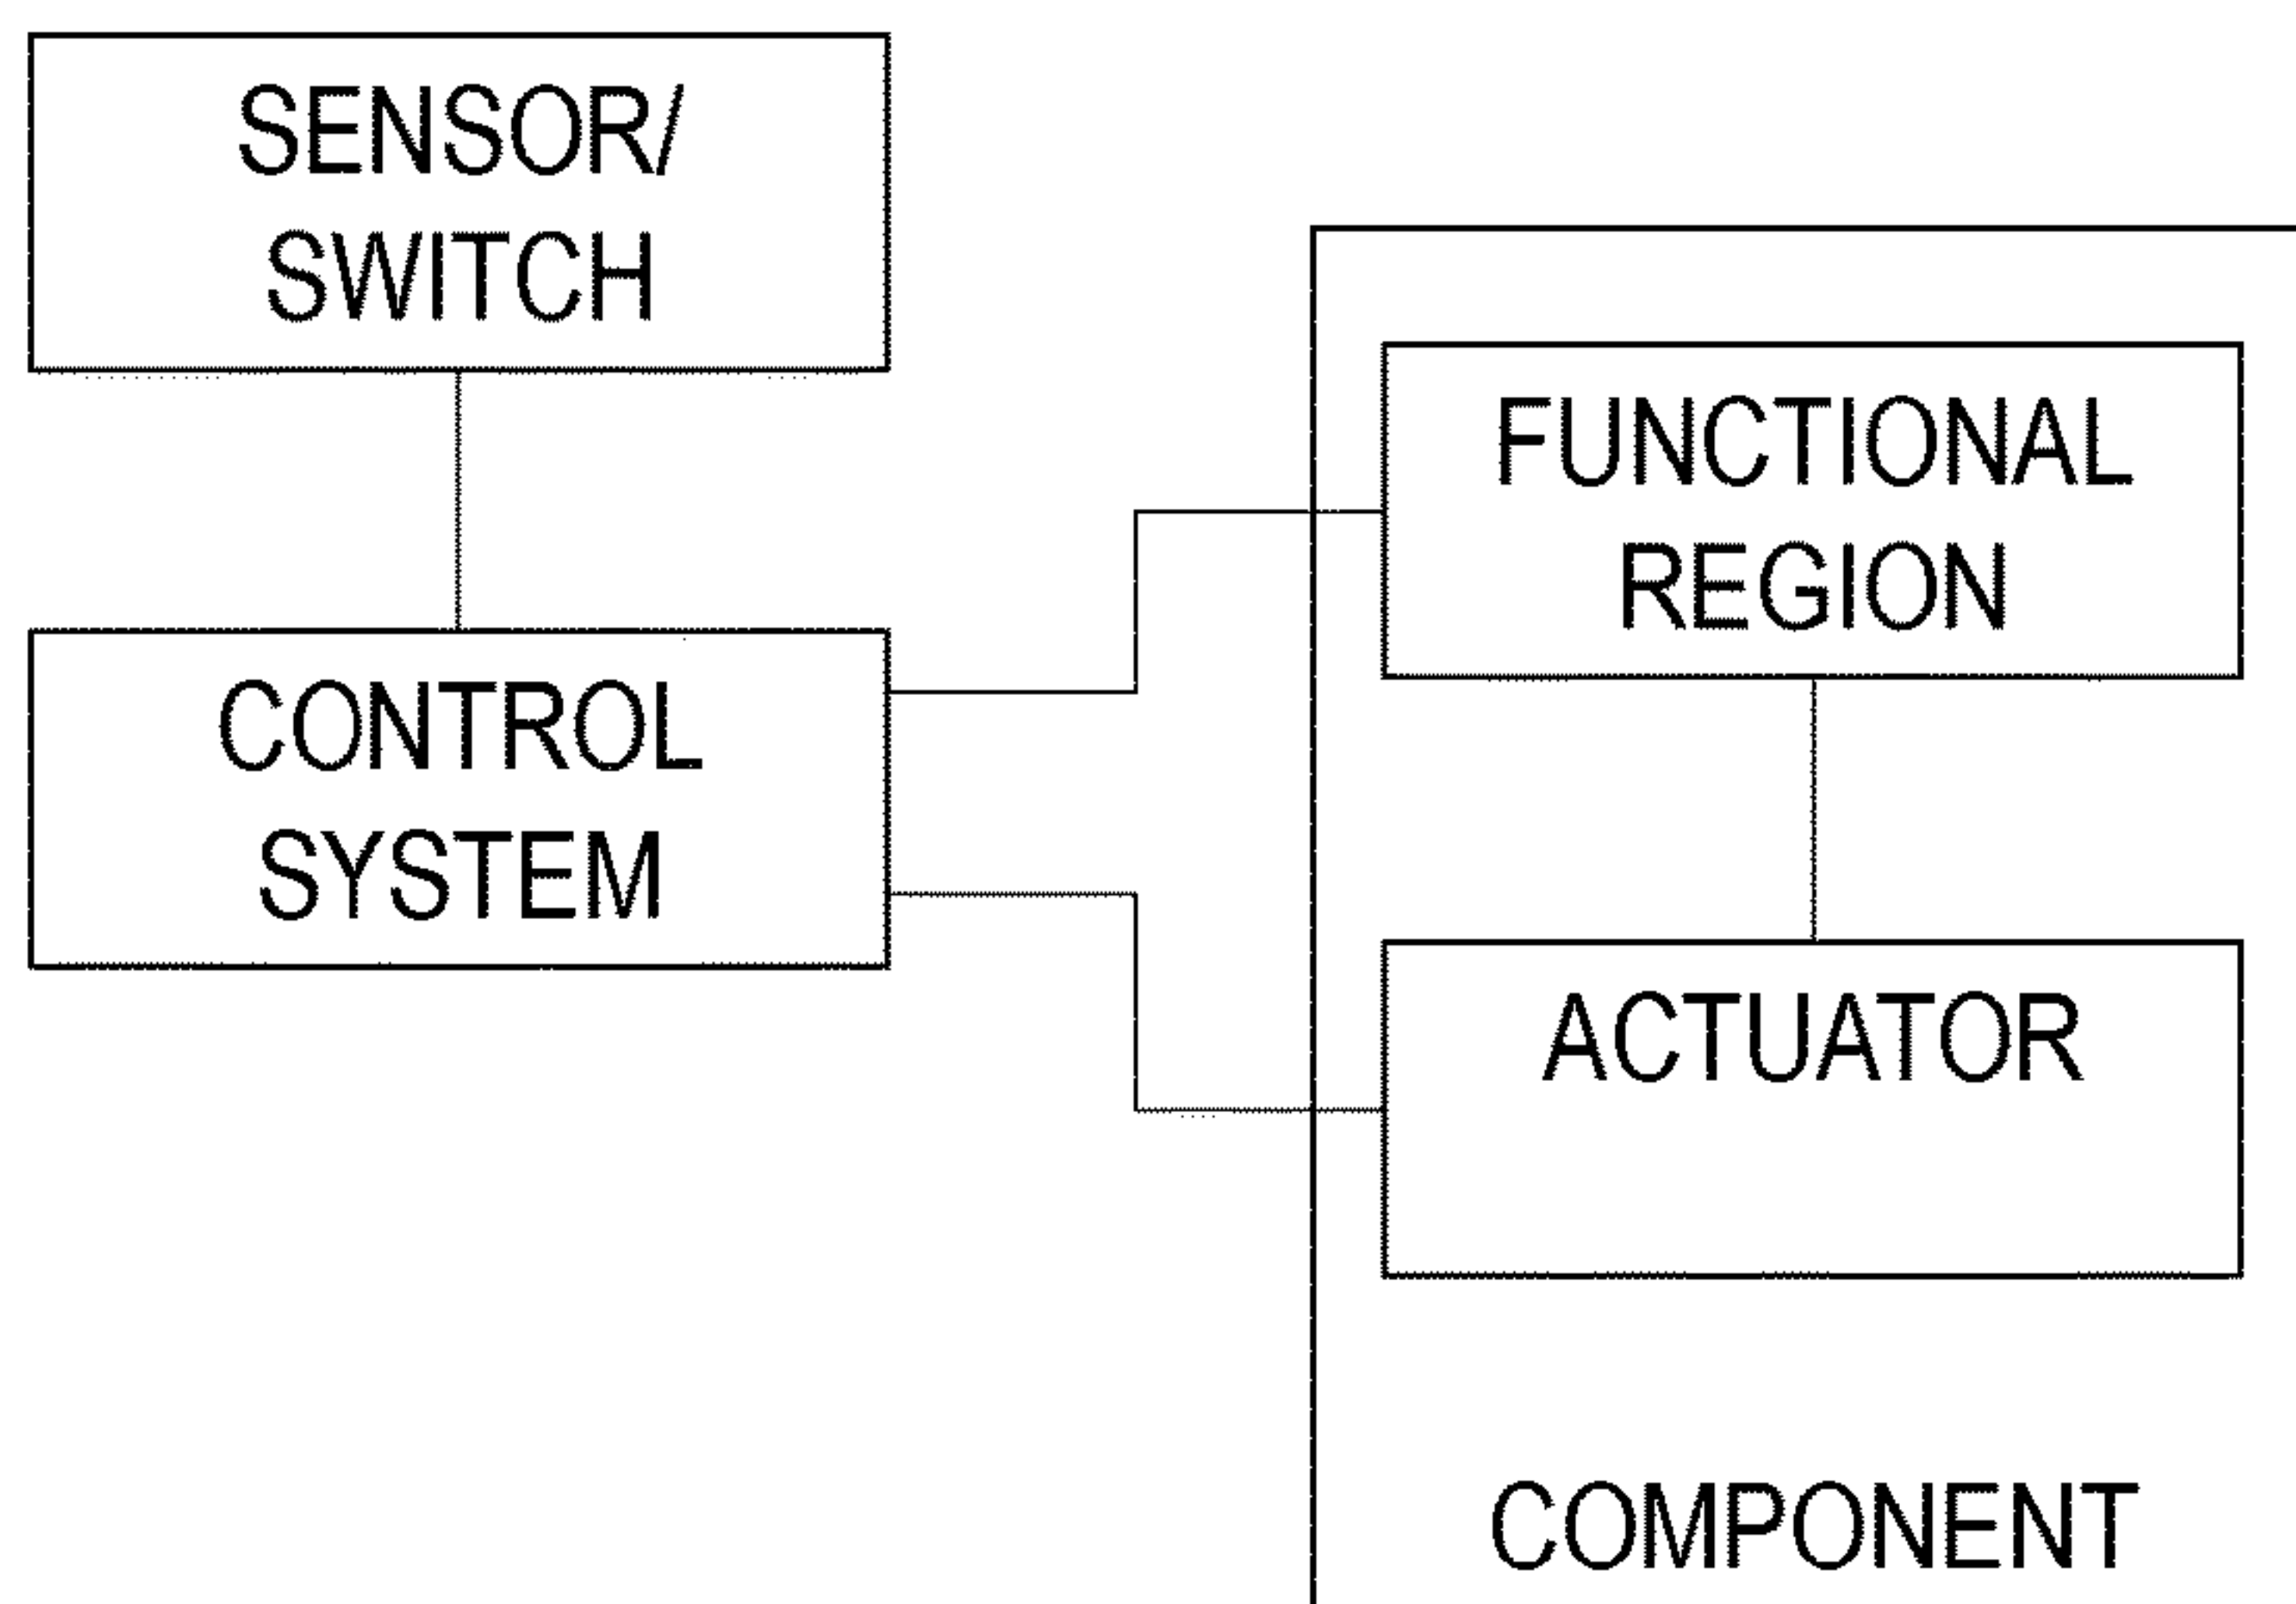 SENSOR/
SWITCH
CONTROL
SYSTEM
FUNCTIONAL
REGION
ACTUATOR
COMPONENT